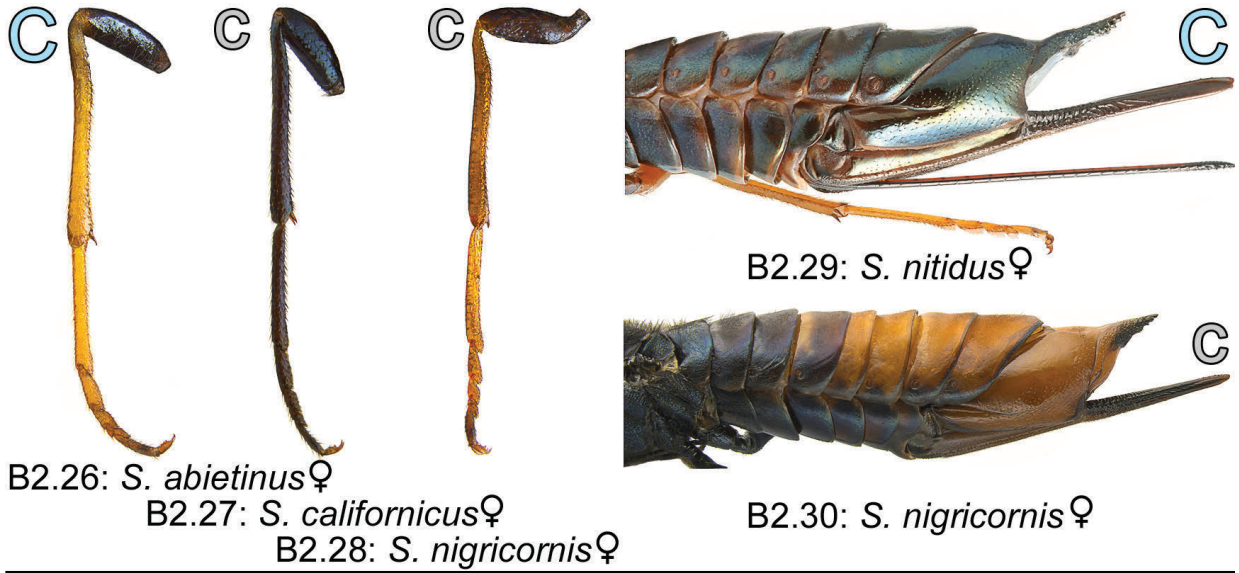 C
C
C
C
B2.26: S. abietinus♀
B2.27: S. californicus♀
B2.28: S. nigricornis♀
B2.29: S. nitidus♀
C
B2.30: S. nigricornis♀